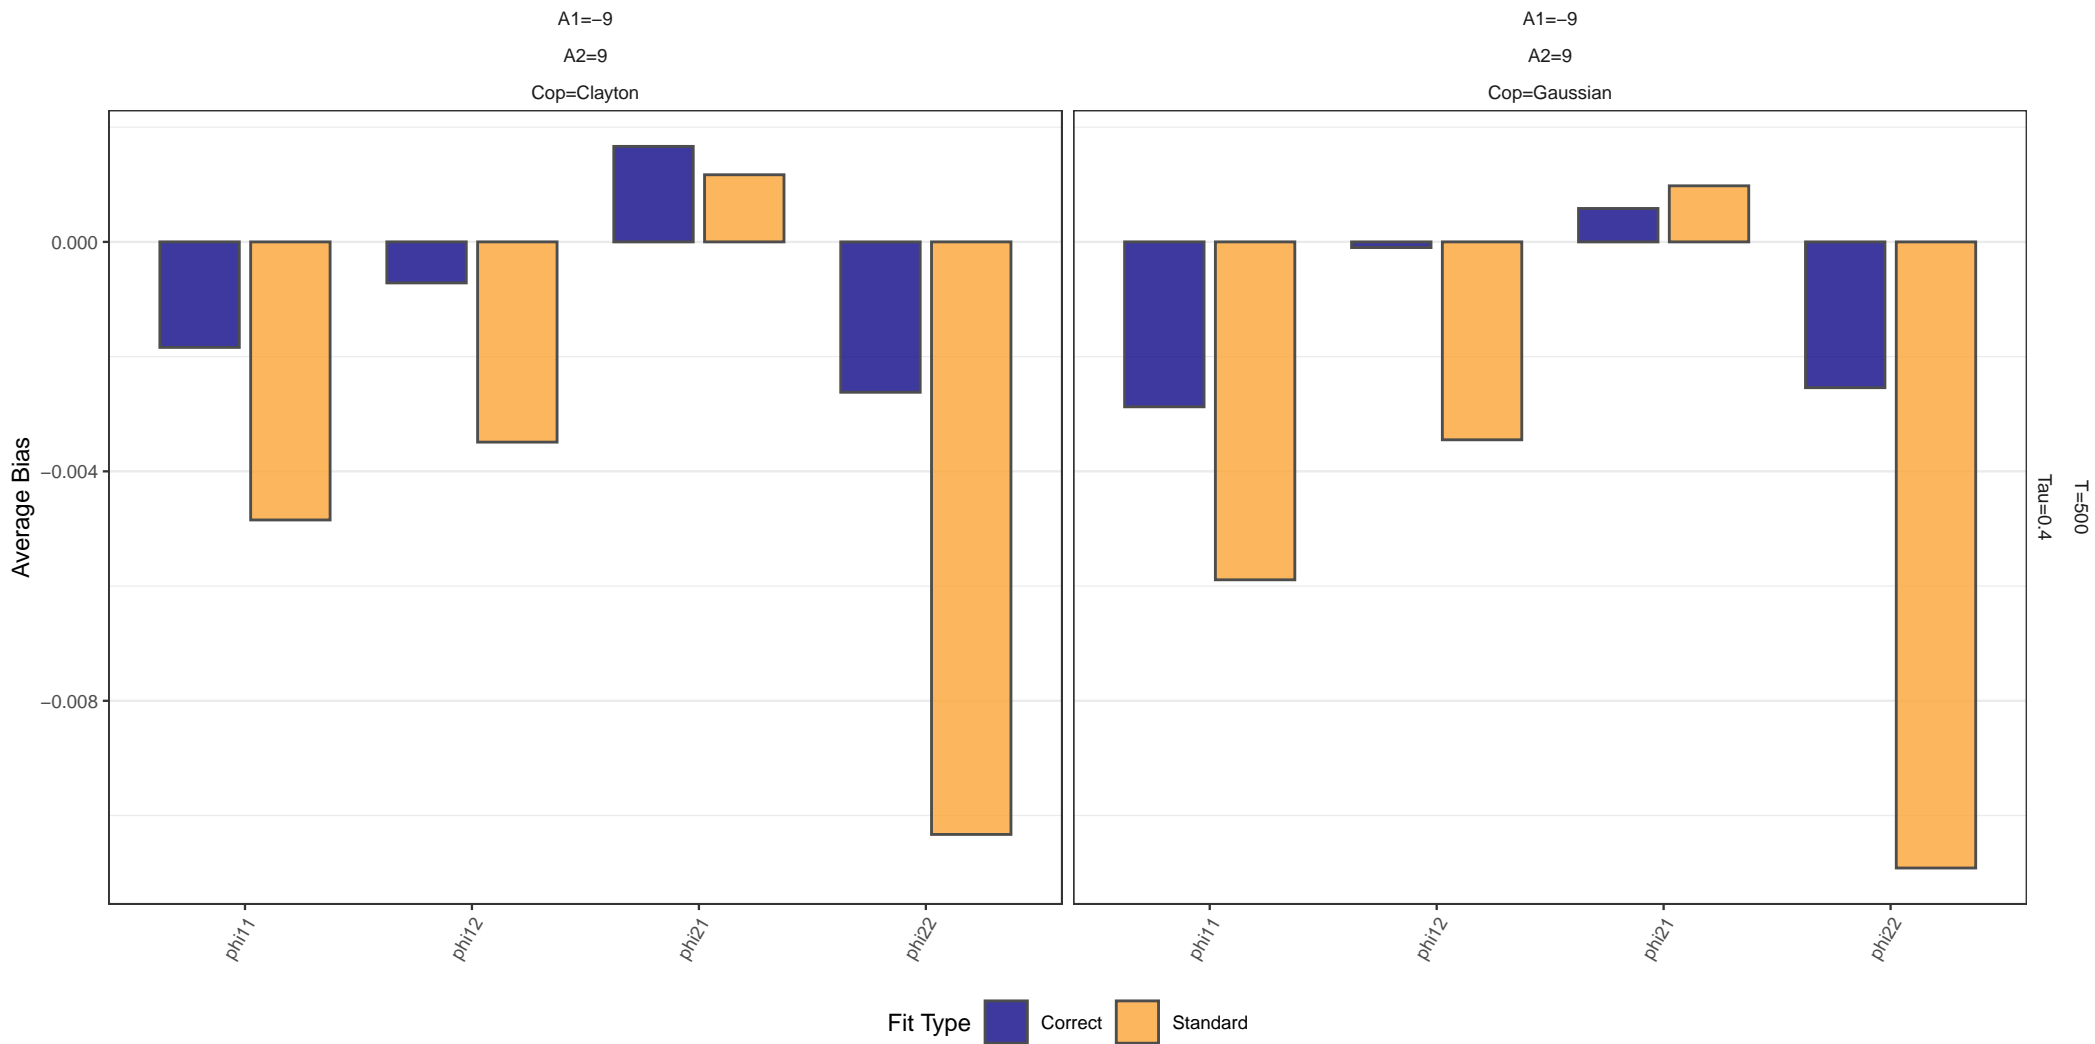 A1=−9
A2=9
Cop=Clayton
A1=−9
A2=9
Cop=Gaussian
0.000
−0.004
−0.008
Average Bias
T=500
Tau=0.4
phi11
phi12
phi21
phi22
phi11
phi12
phi21
phi22
Fit Type
Correct
Standard